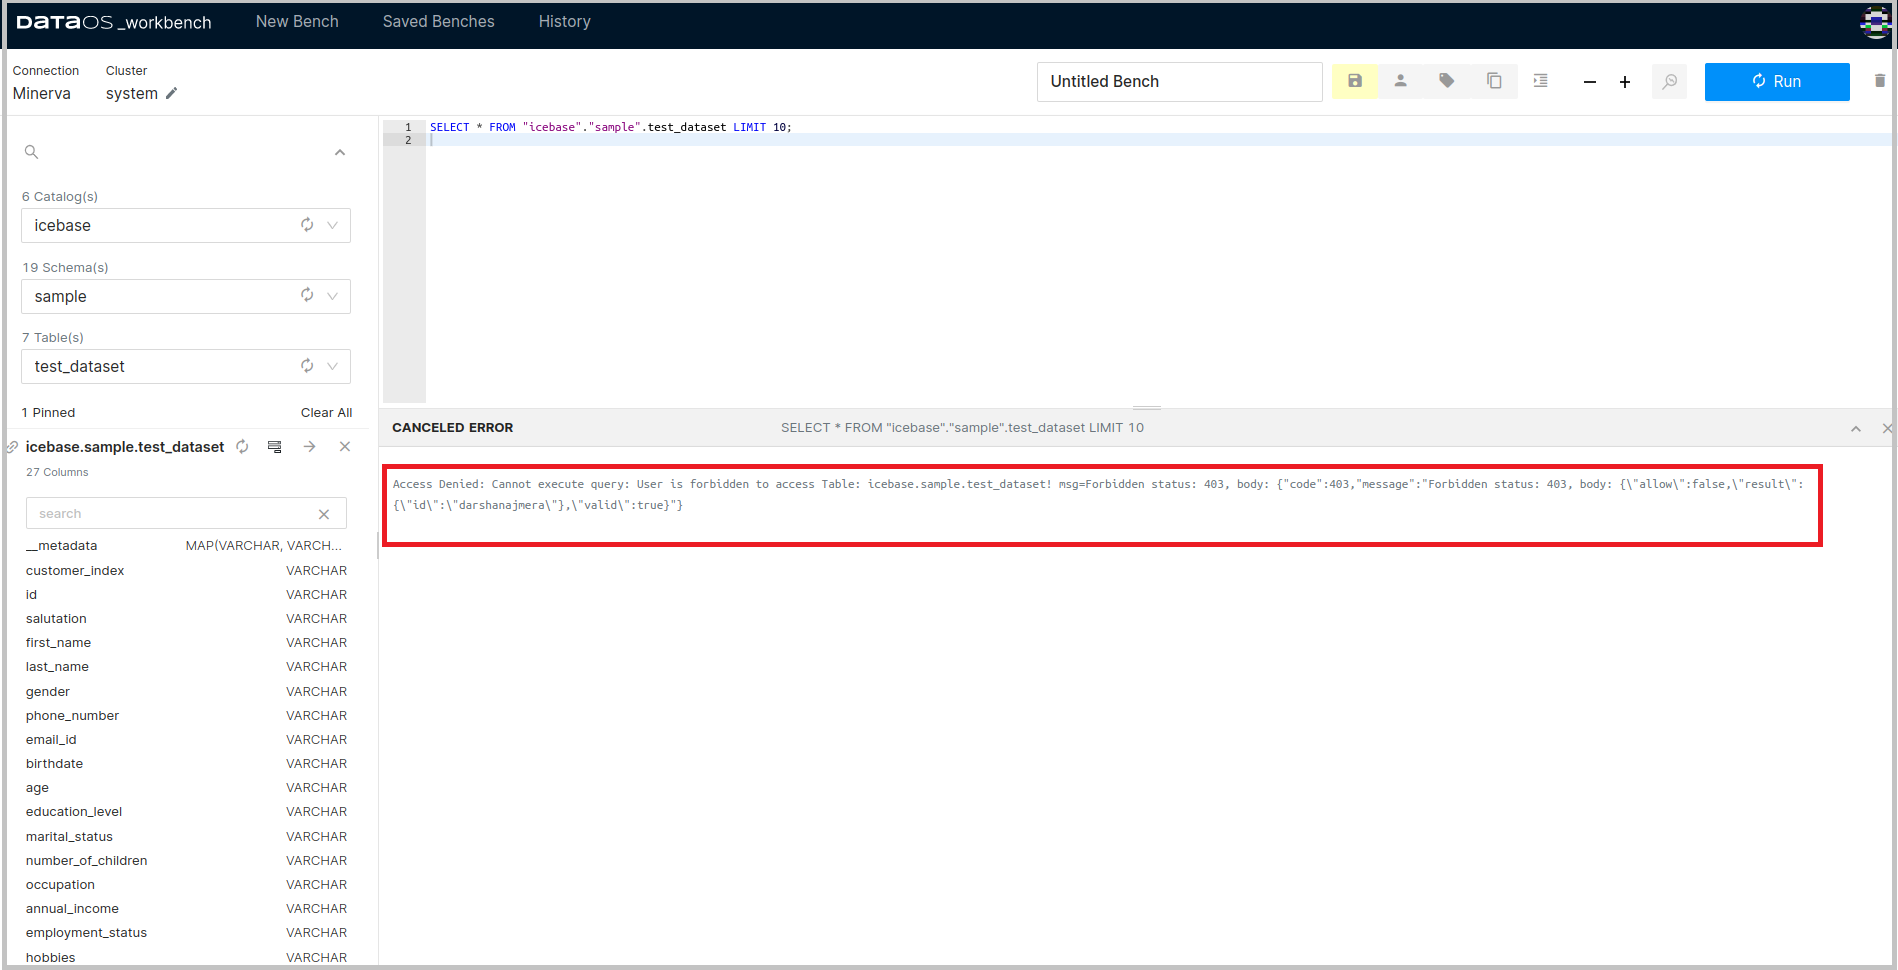 DATAOS _workbench New Bench Saved Benches History
Connection Cluster
Minerva system
Untitled Bench
Run
6 Catalog(s)
icebase
19 Schema(s)
sample
7 Table(s)
test_dataset
1 Pinned Clear All
icebase.sample.test_dataset
27 Columns
search
__metadata MAP(VARCHAR, VARCH...
customer_index VARCHAR
id VARCHAR
salutation VARCHAR
first_name VARCHAR
last_name VARCHAR
gender VARCHAR
phone_number VARCHAR
email_id VARCHAR
birthdate VARCHAR
age VARCHAR
education_level VARCHAR
marital_status VARCHAR
number_of_children VARCHAR
occupation VARCHAR
annual_income VARCHAR
employment_status VARCHAR
hobbies VARCHAR
1 SELECT * FROM "icebase"."sample".test_dataset LIMIT 10;
2
CANCELED ERROR SELECT * FROM "icebase"."sample".test_dataset LIMIT 10
Access Denied: Cannot execute query: User is forbidden to access Table: icebase.sample.test_dataset! msg=Forbidden status: 403, body: {"code":403,"message":"Forbidden status: 403, body: {\"allow\":false,\"result\":
{\"id\":\"darshanajmera\"},\"valid\":true}"}